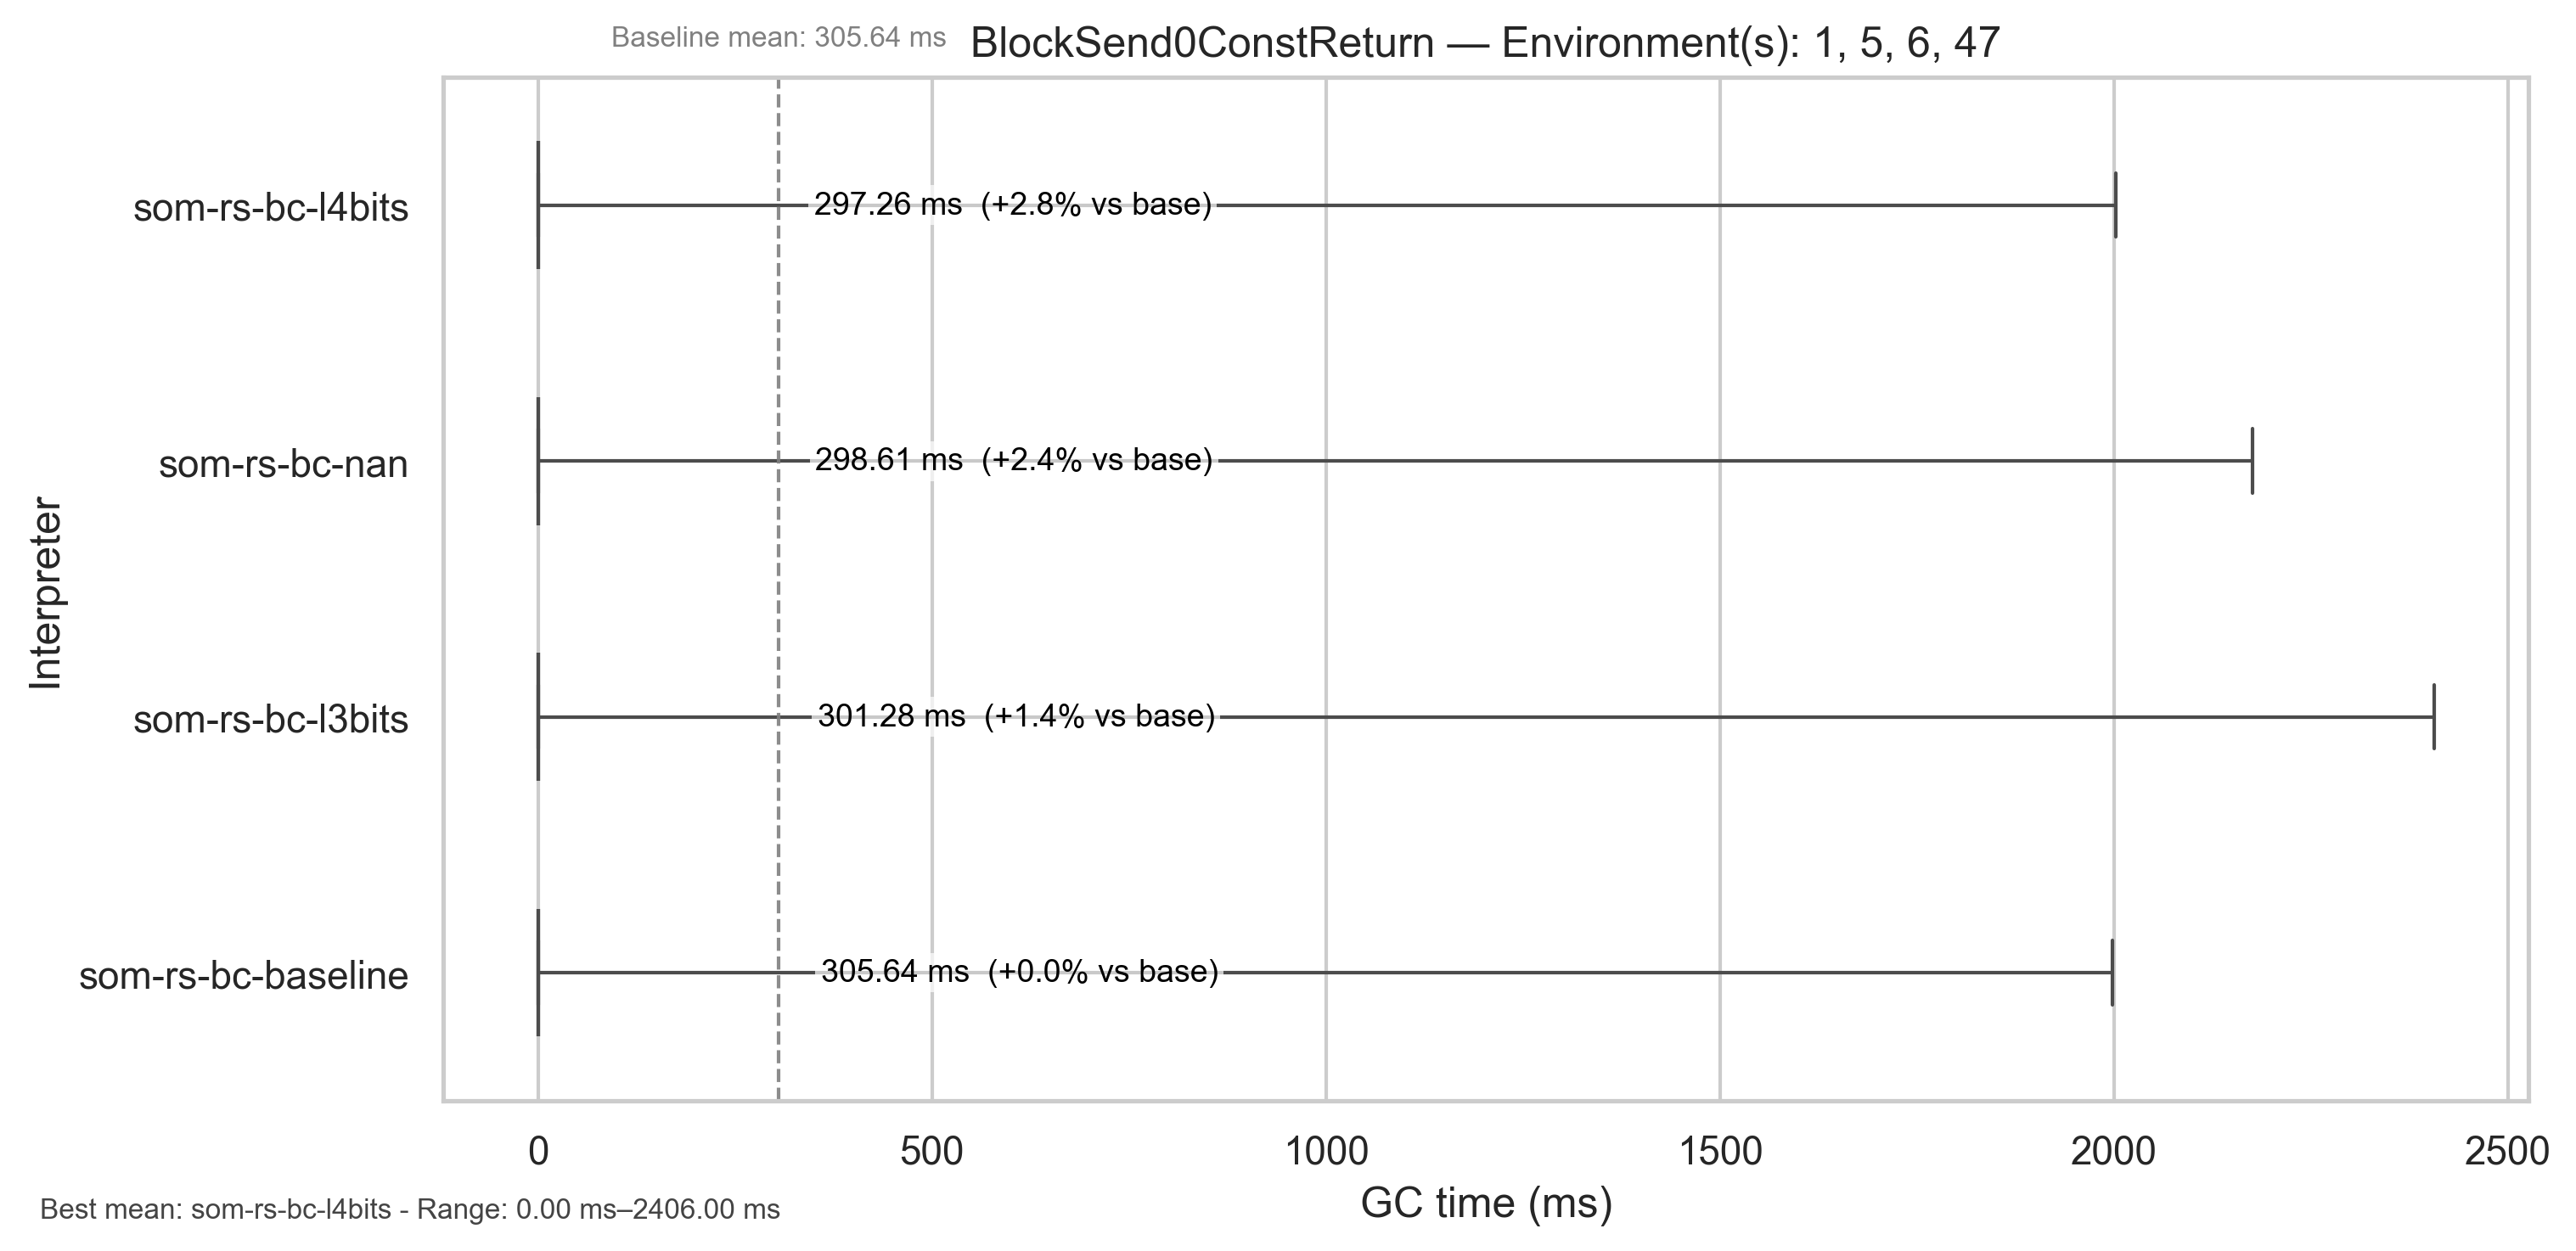 Baseline mean: 305.64 ms
BlockSend0ConstReturn — Environment(s): 1, 5, 6, 47
Interpreter
som-rs-bc-l4bits
297.26 ms (+2.8% vs base)
som-rs-bc-nan
298.61 ms (+2.4% vs base)
som-rs-bc-l3bits
301.28 ms (+1.4% vs base)
som-rs-bc-baseline
305.64 ms (+0.0% vs base)
0 500 1000 1500 2000 2500
GC time (ms)
Best mean: som-rs-bc-l4bits - Range: 0.00 ms–2406.00 ms